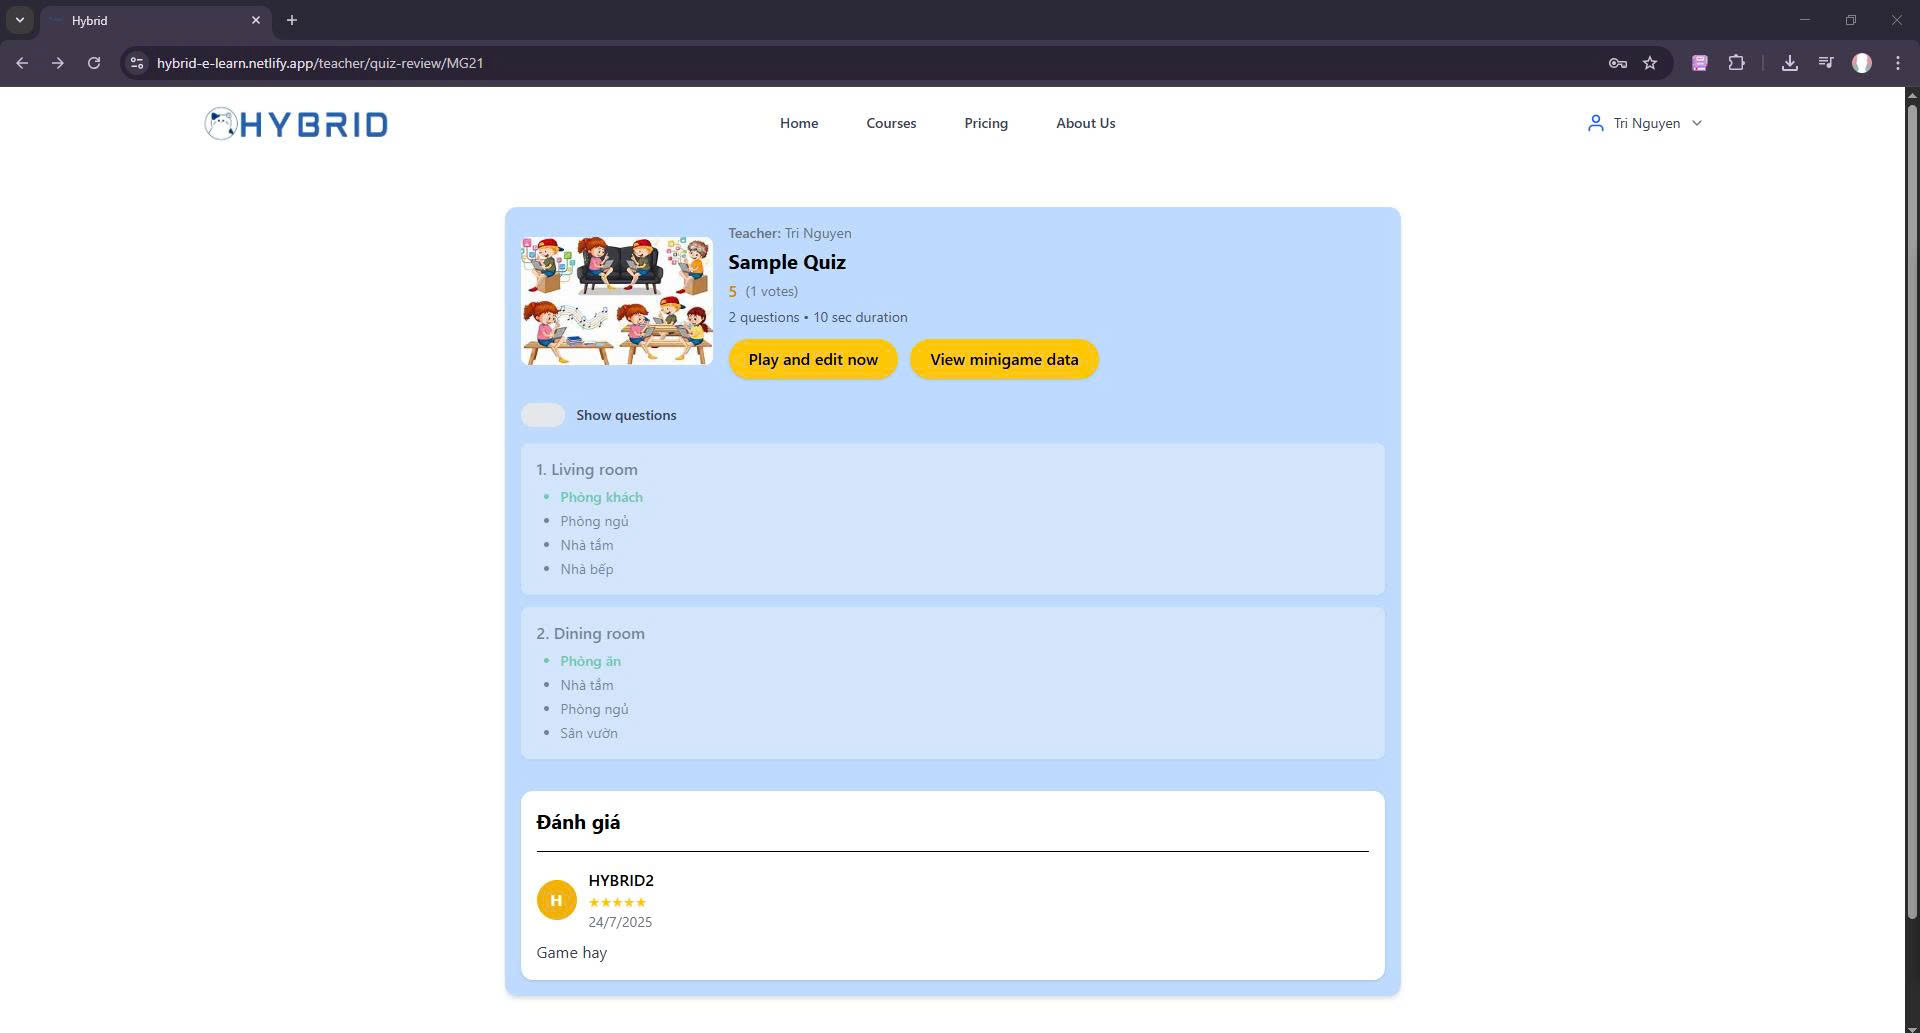 Hybrid
hybrid-e-learn.netlify.app/teacher/quiz-review/MG21
HYBRID
Home
Courses
Pricing
About Us
Tri Nguyen
Teacher: Tri Nguyen
Sample Quiz
5 (1 votes)
2 questions • 10 sec duration
Play and edit now
View minigame data
Show questions
1. Living room
• Phòng khách
• Phòng ngủ
• Nhà tắm
• Nhà bếp
2. Dining room
• Phòng ăn
• Nhà tắm
• Phòng ngủ
• Sân vườn
Đánh giá
H
HYBRID2
★★★★★
24/7/2025
Game hay